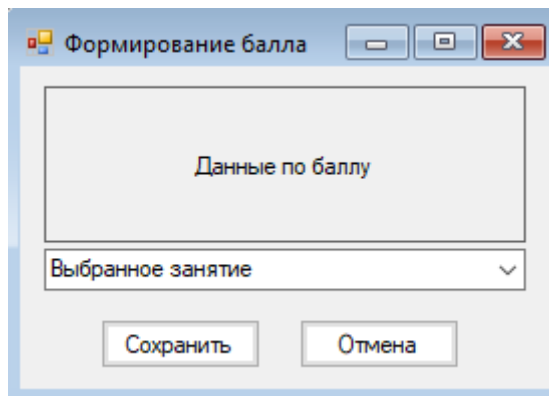 Формирование балла
Данные по баллу
Выбранное занятие
Сохранить Отмена